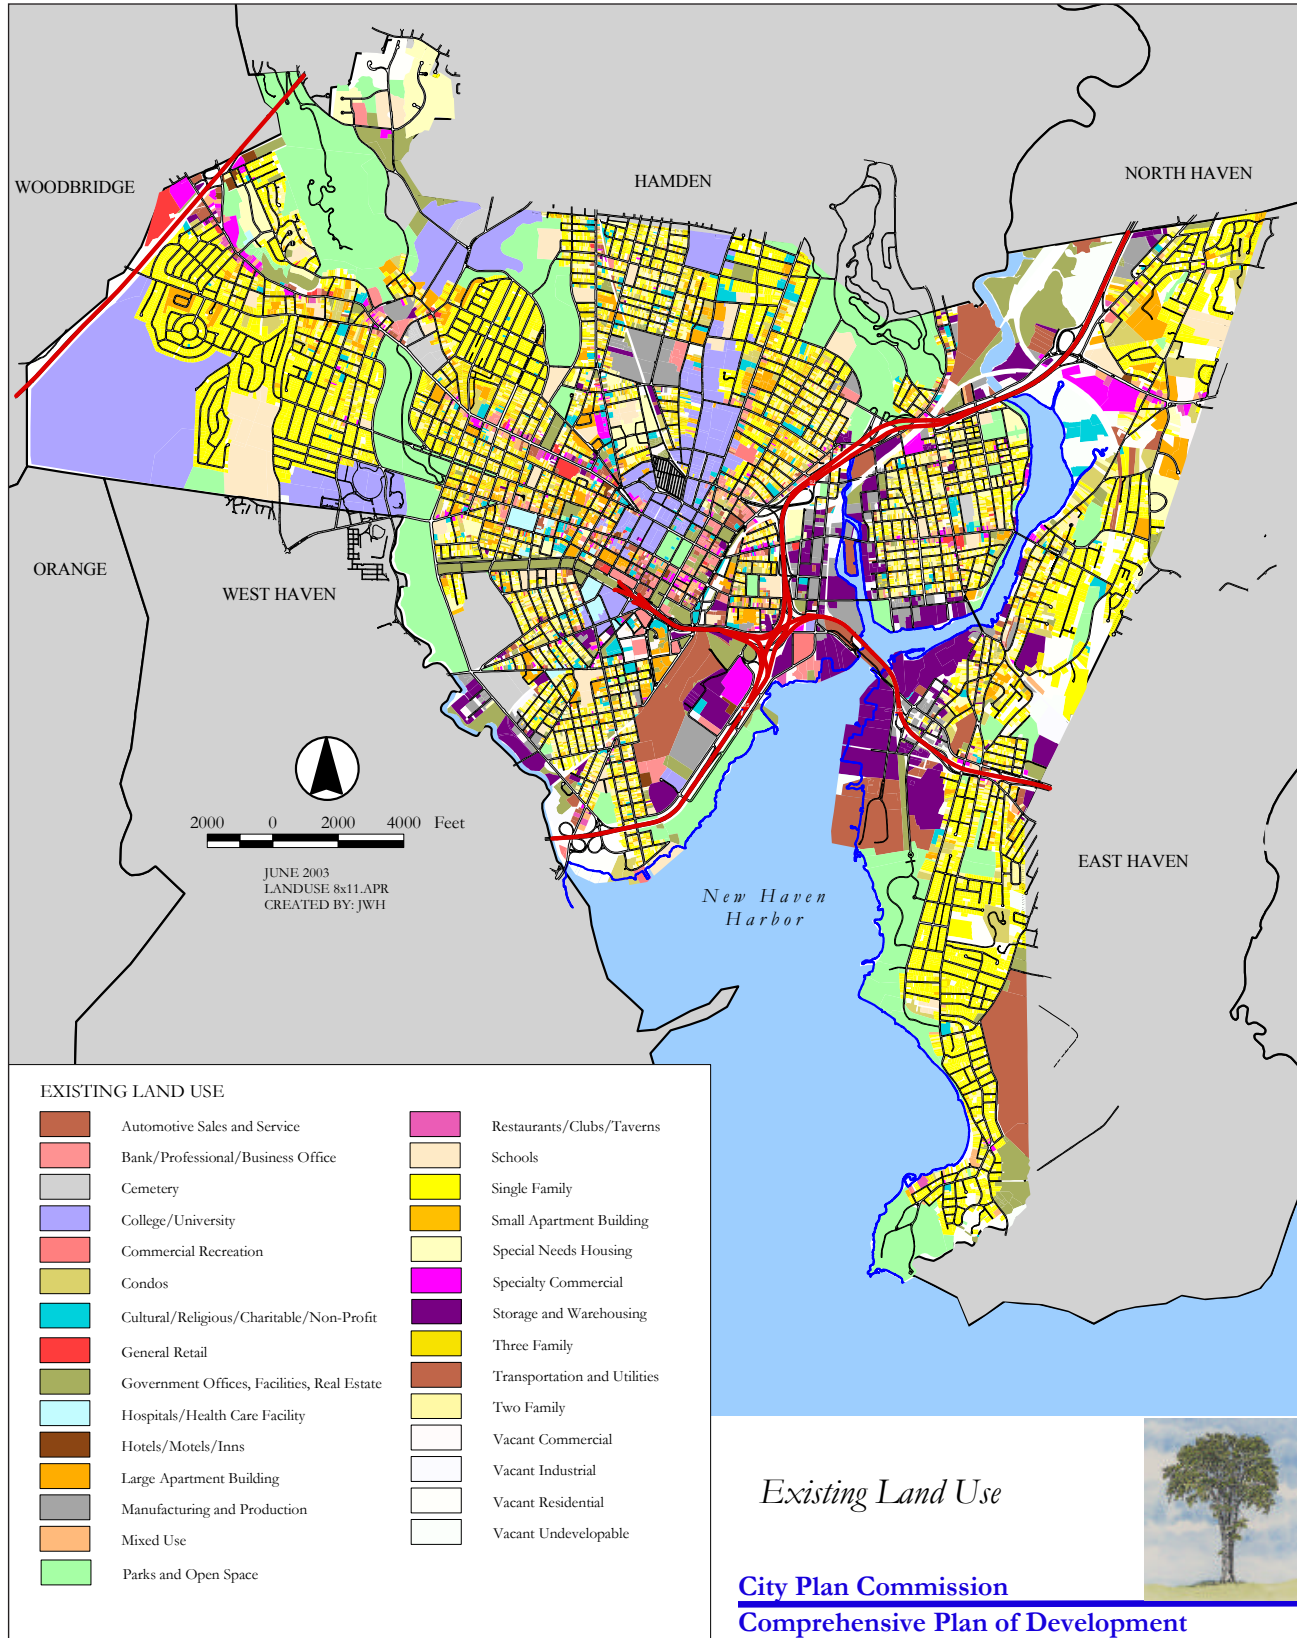 WOODBRIDGE
HAMDEN
NORTH HAVEN
ORANGE
WEST HAVEN
EAST HAVEN
2000 0 2000 4000 Feet
JUNE 2003
LANDUSE 8x11.APR
CREATED BY: JWH
New Haven
Harbor
EXISTING LAND USE
Automotive Sales and Service
Bank/Professional/Business Office
Cemetery
College/University
Commercial Recreation
Condos
Cultural/Religious/Charitable/Non-Profit
General Retail
Government Offices, Facilities, Real Estate
Hospitals/Health Care Facility
Hotels/Motels/Inns
Large Apartment Building
Manufacturing and Production
Mixed Use
Parks and Open Space
Restaurants/Clubs/Taverns
Schools
Single Family
Small Apartment Building
Special Needs Housing
Specialty Commercial
Storage and Warehousing
Three Family
Transportation and Utilities
Two Family
Vacant Commercial
Vacant Industrial
Vacant Residential
Vacant Undevelopable
Existing Land Use
City Plan Commission
Comprehensive Plan of Development